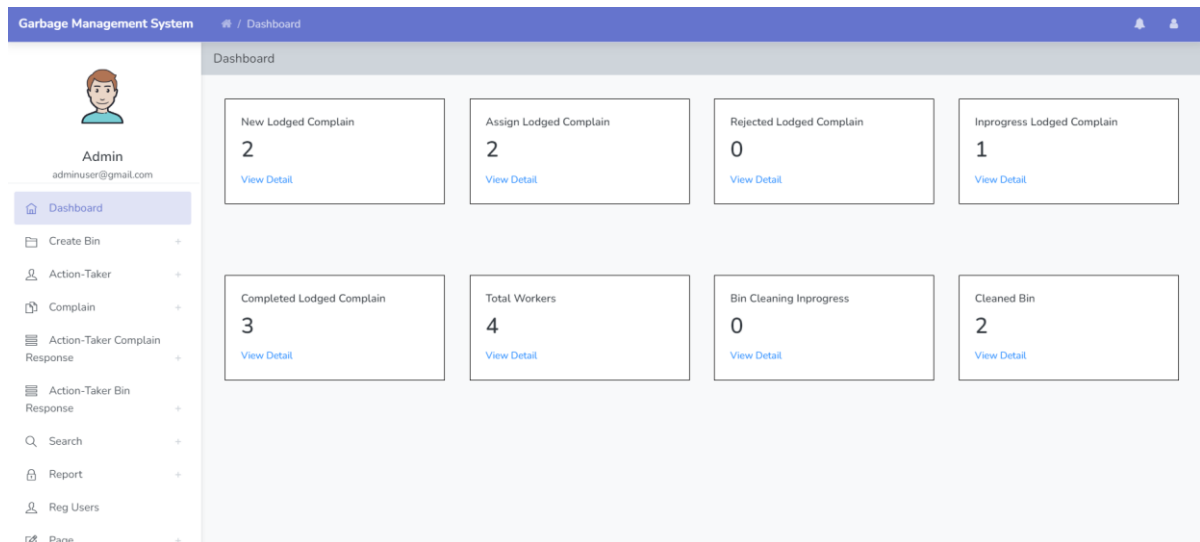 Garbage Management System
/ Dashboard
Dashboard
Admin
adminuser@gmail.com
Dashboard
Create Bin +
Action-Taker +
Complain +
Action-Taker Complain
Response +
Action-Taker Bin
Response +
Search +
Report +
Reg Users
Page +
New Lodged Complain
2
View Detail
Assign Lodged Complain
2
View Detail
Rejected Lodged Complain
0
View Detail
Inprogress Lodged Complain
1
View Detail
Completed Lodged Complain
3
View Detail
Total Workers
4
View Detail
Bin Cleaning Inprogress
0
View Detail
Cleaned Bin
2
View Detail